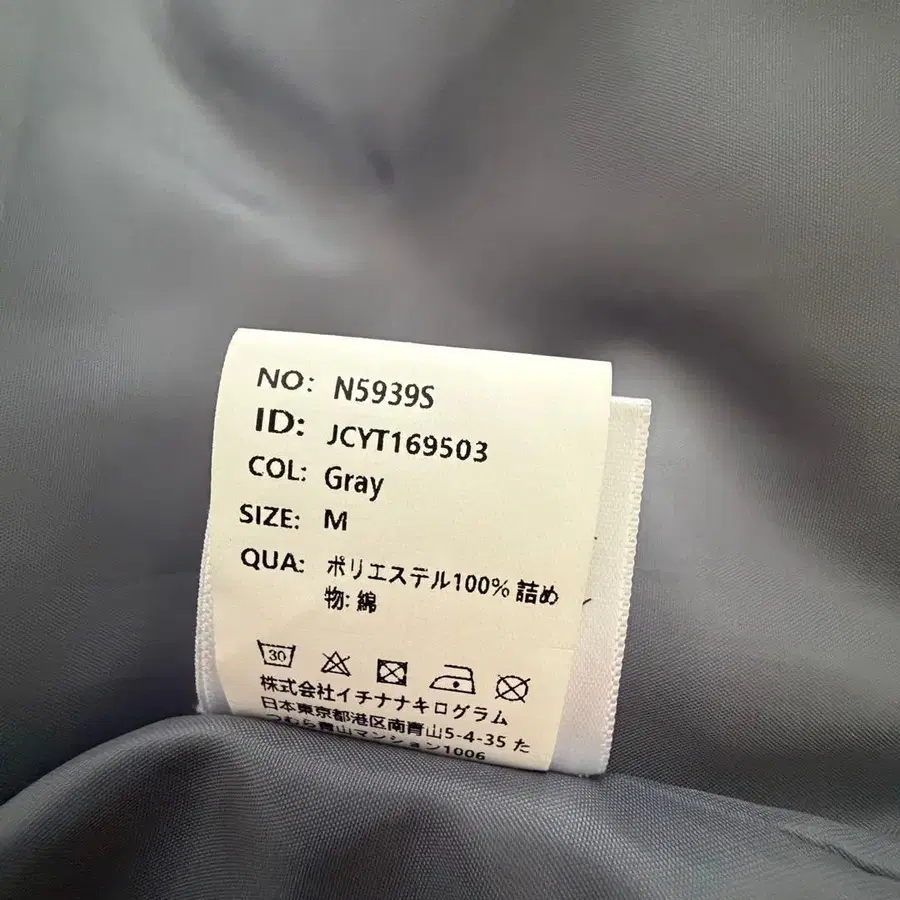 NO: N5939S
ID: JCYT169503
COL: Gray
SIZE: M
QUA: ポリエステル100% 詰め
物: 綿
30
株式会社イチナナキログラム
日本東京都港区南青山5-4-35 た
つむら青山マンション1006